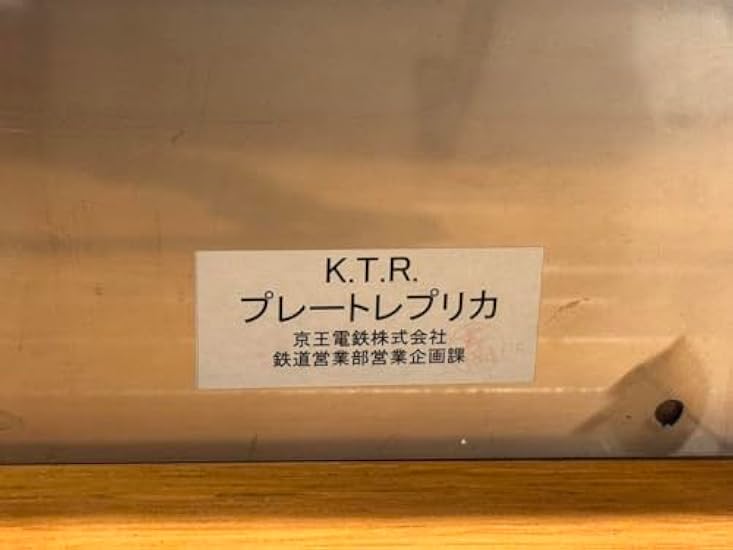 K.T.R.
プレートレプリカ
京王電鉄株式会社
鉄道営業部営業企画課